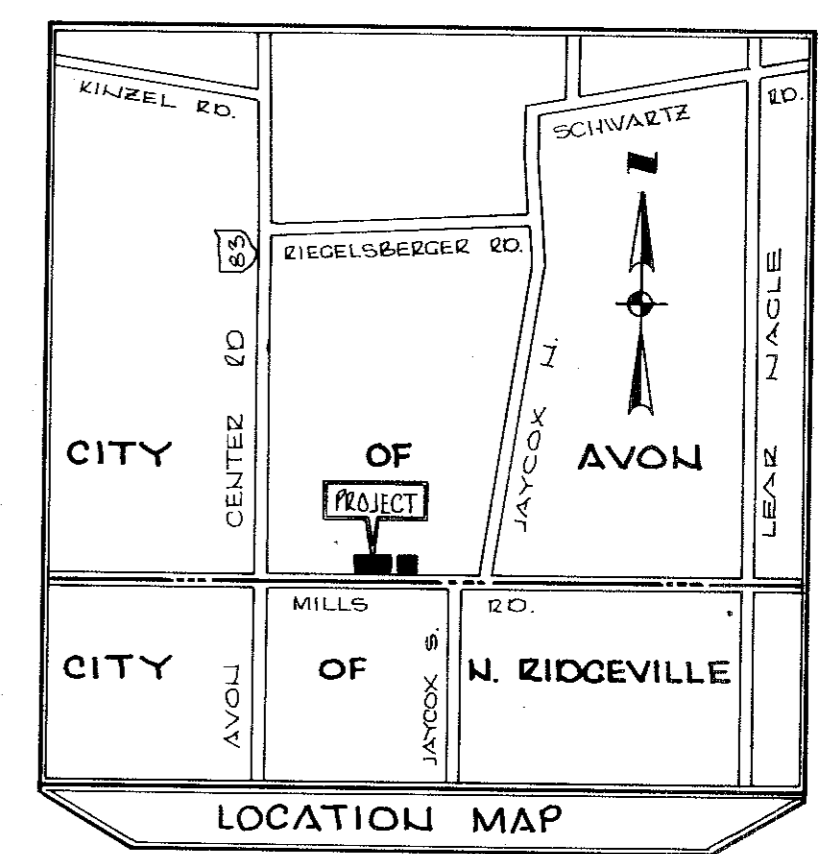 KINZEL RD.
SCHWARTZ
RD.
N
83
RIEGELSBERGER RD.
CENTER RD
JAYCOX N.
LEAR NAGLE
CITY OF AVON
PROJECT
MILLS RD.
AVON
JAYCOX S.
CITY OF N. RIDGEVILLE
LOCATION MAP